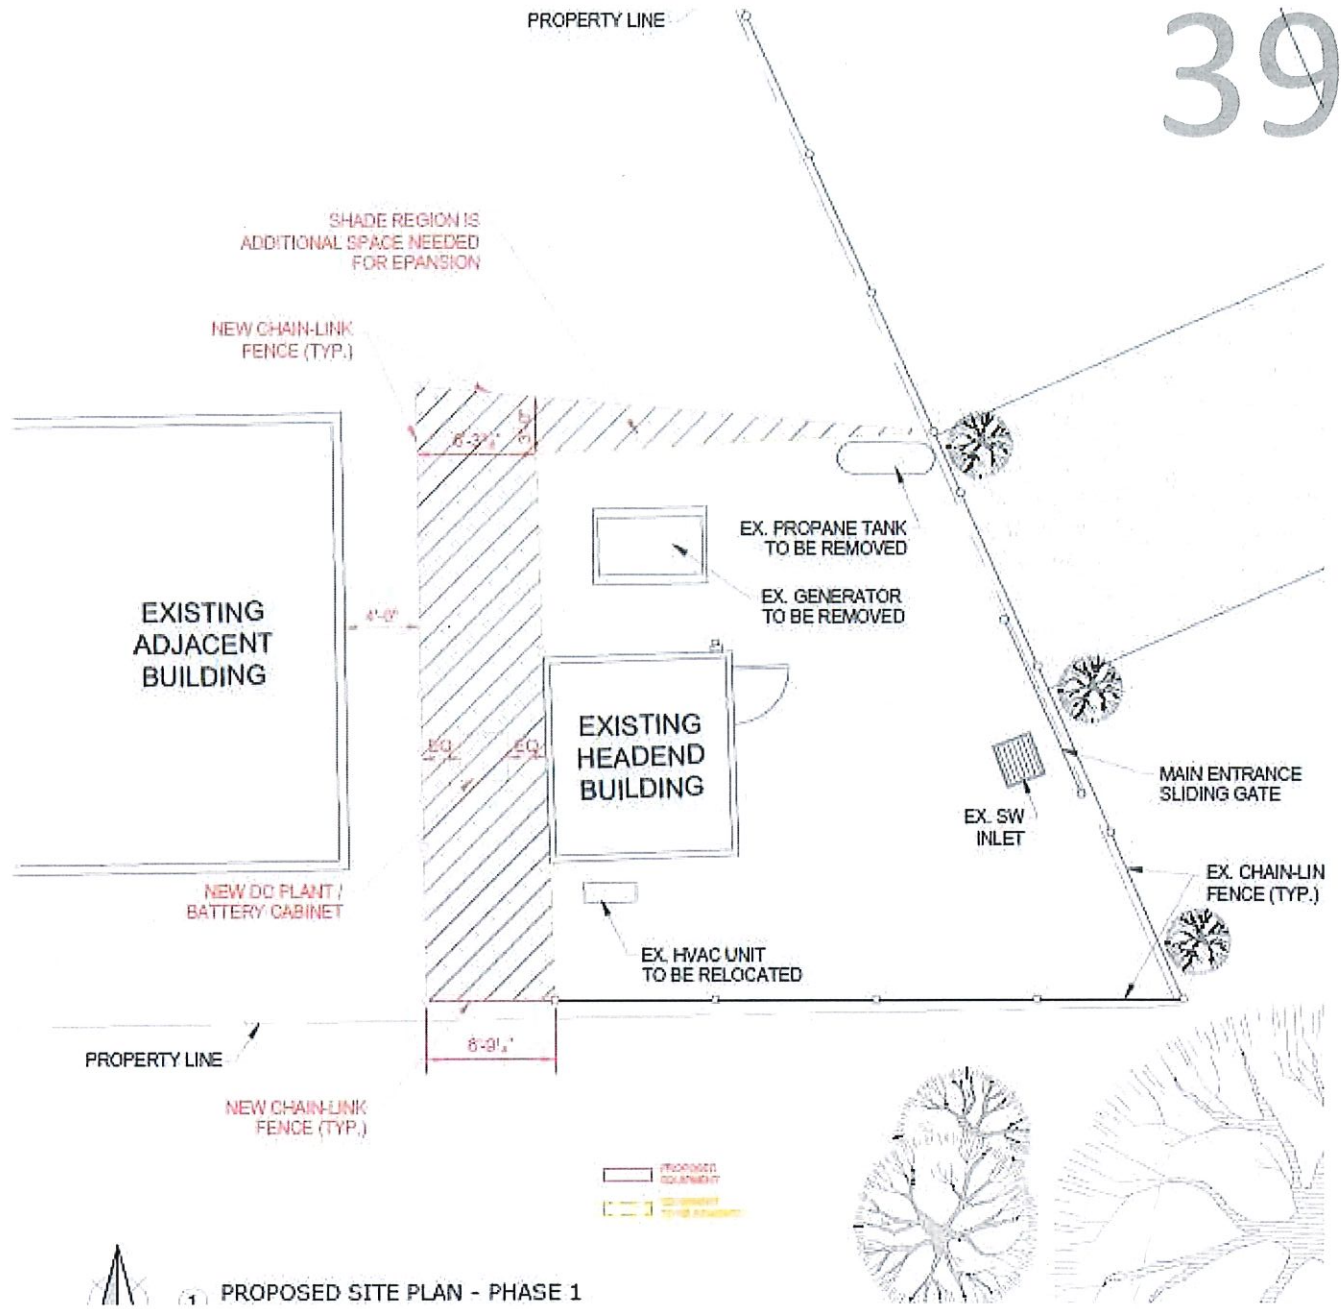 PROPERTY LINE
39
SHADE REGION IS
ADDITIONAL SPACE NEEDED
FOR EPANSION
NEW CHAIN-LINK
FENCE (TYP.)
EX. PROPANE TANK
TO BE REMOVED
EX. GENERATOR
TO BE REMOVED
EXISTING
ADJACENT
BUILDING
4'-0"
EXISTING
HEADEND
BUILDING
EQ.
EQ.
MAIN ENTRANCE
SLIDING GATE
EX. SW
INLET
NEW DC PLANT /
BATTERY CABINET
EX. CHAIN-LIN
FENCE (TYP.)
EX. HVAC UNIT
TO BE RELOCATED
PROPERTY LINE
NEW CHAIN-LINK
FENCE (TYP.)
PROPOSED
EQUIPMENT
1 PROPOSED SITE PLAN - PHASE 1